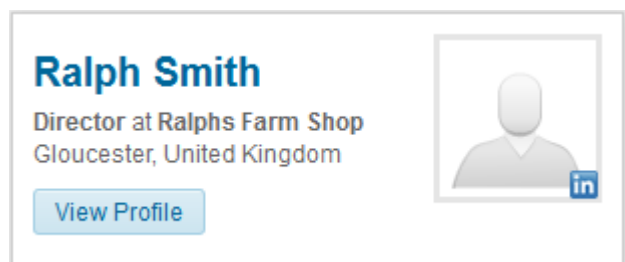 Ralph Smith
Director at Ralphs Farm Shop
Gloucester, United Kingdom
View Profile
in